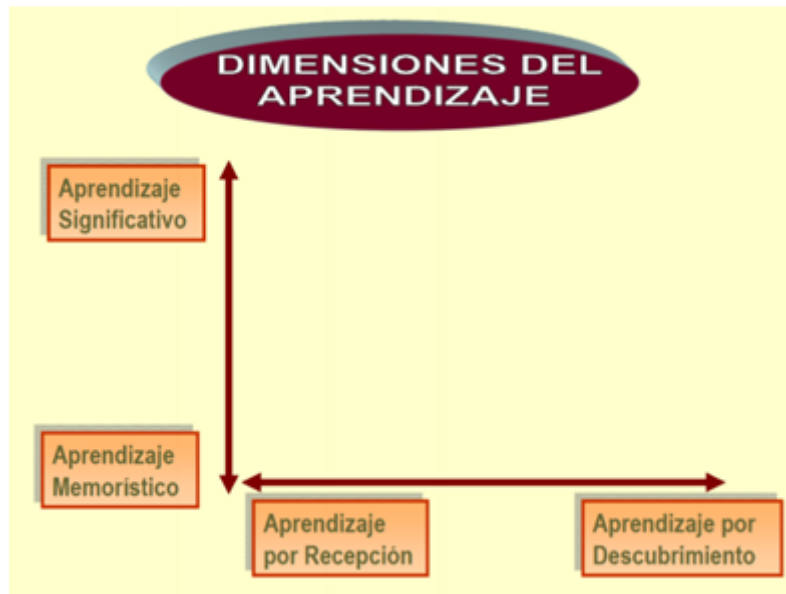 DIMENSIONES DEL
APRENDIZAJE
Aprendizaje
Significativo
Aprendizaje
Memorístico
Aprendizaje
por Recepción
Aprendizaje por
Descubrimiento